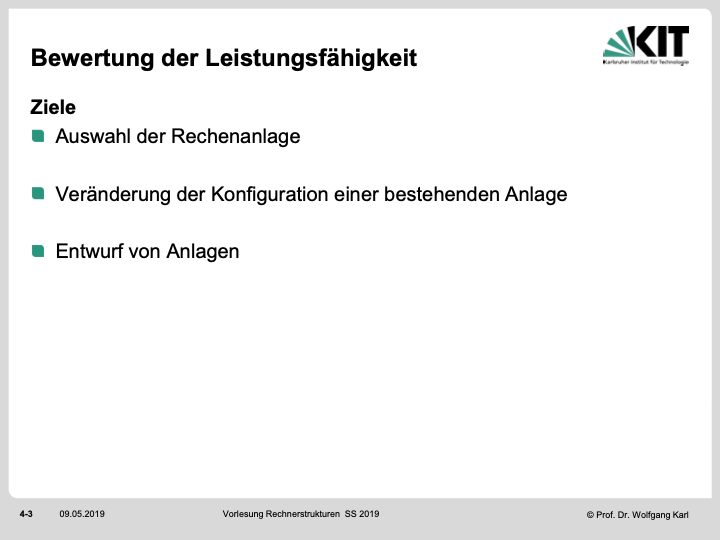 Bewertung der Leistungsfähigkeit
KIT
Karlsruher Institut für Technologie
Ziele
Auswahl der Rechenanlage
Veränderung der Konfiguration einer bestehenden Anlage
Entwurf von Anlagen
4-3 09.05.2019 Vorlesung Rechnerstrukturen SS 2019 © Prof. Dr. Wolfgang Karl